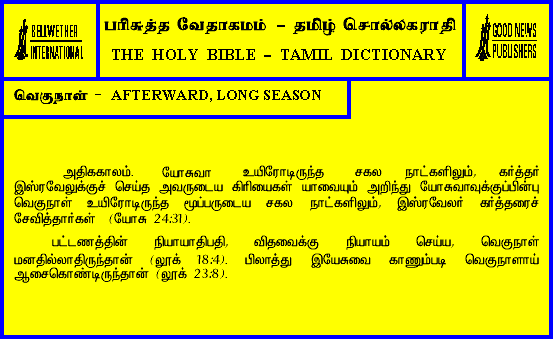 BELLWETHER
INTERNATIONAL
பரிசுத்த வேதாகமம் - தமிழ் சொல்லகராதி
THE HOLY BIBLE - TAMIL DICTIONARY
GOOD NEWS
PUBLISHERS
வெகுநாள் - AFTERWARD, LONG SEASON
அதிககாலம். யோசுவா உயிரோடிருந்த சகல நாட்களிலும், கர்த்தர்
இஸ்ரவேலுக்குச் செய்த அவருடைய கிரியைகள் யாவையும் அறிந்து யோசுவாவுக்குப்பின்பு
வெகுநாள் உயிரோடிருந்த மூப்பருடைய சகல நாட்களிலும், இஸ்ரவேலர் கர்த்தரைச்
சேவித்தார்கள் (யோசு 24:31).
பட்டணத்தின் நியாயாதிபதி, விதவைக்கு நியாயம் செய்ய, வெகுநாள்
மனதில்லாதிருந்தான் (லூக் 18:4). பிலாத்து இயேசுவை காணும்படி வெகுநாளாய்
ஆசைகொண்டிருந்தான் (லூக் 23:8).